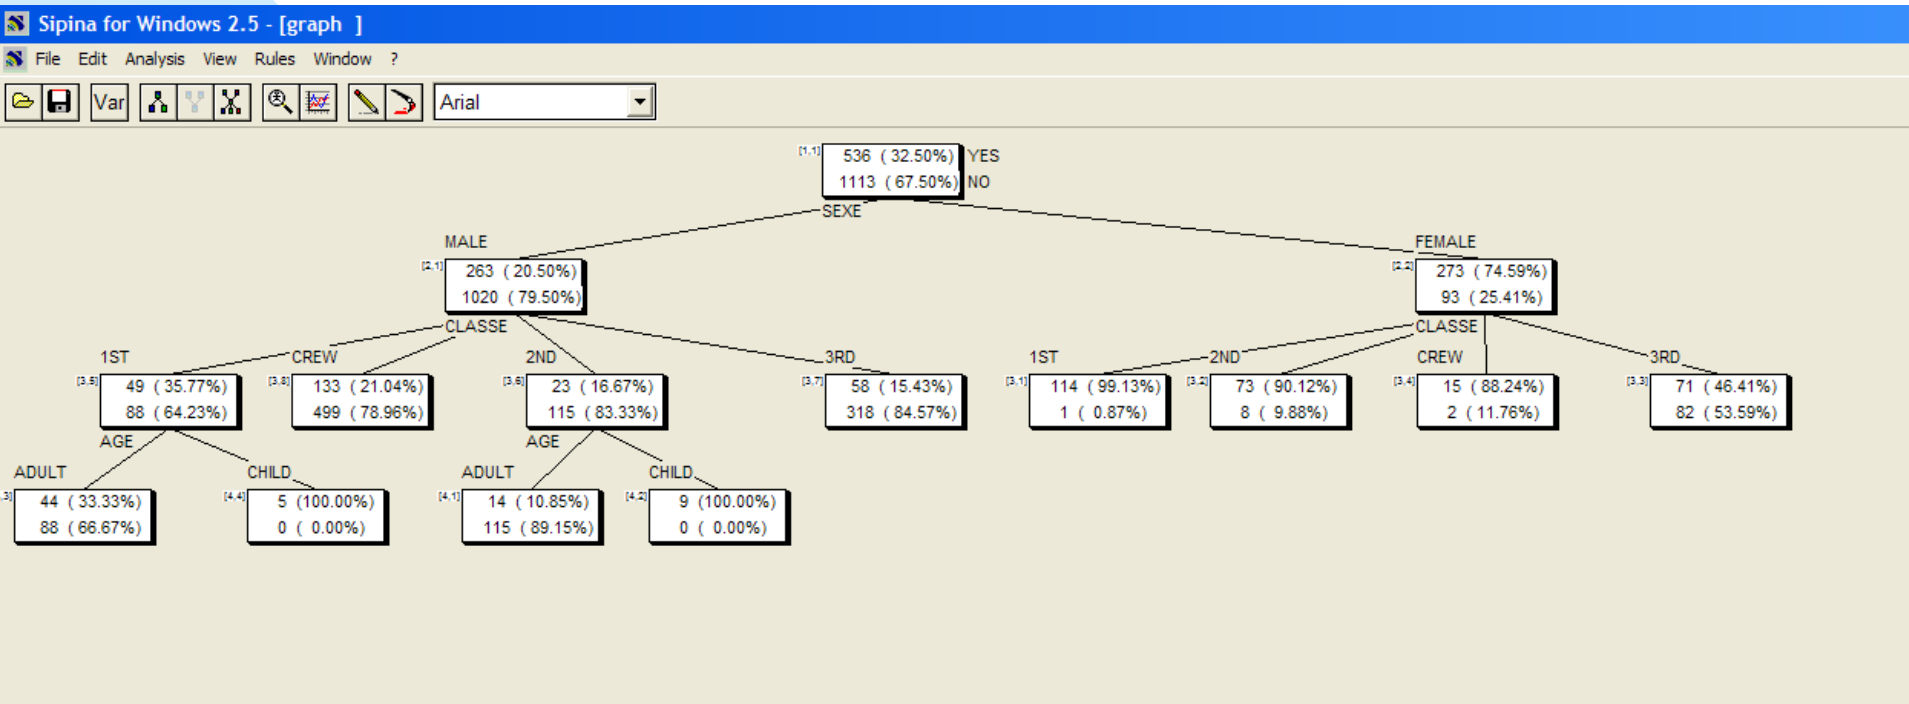 Sipina for Windows 2.5 - [graph ]
File Edit Analysis View Rules Window ?
Var Arial
[1,1] 536 ( 32.50%) YES
1113 ( 67.50%) NO
SEXE
MALE FEMALE
[2,1] 263 ( 20.50%) [2,2] 273 ( 74.59%)
1020 ( 79.50%) 93 ( 25.41%)
CLASSE CLASSE
1ST CREW 2ND 3RD 1ST 2ND CREW 3RD
[3,5] 49 ( 35.77%) [3,8] 133 ( 21.04%) [3,6] 23 ( 16.67%) [3,7] 58 ( 15.43%) [3,1] 114 ( 99.13%) [3,2] 73 ( 90.12%) [3,4] 15 ( 88.24%) [3,3] 71 ( 46.41%)
88 ( 64.23%) 499 ( 78.96%) 115 ( 83.33%) 318 ( 84.57%) 1 ( 0.87%) 8 ( 9.88%) 2 ( 11.76%) 82 ( 53.59%)
AGE AGE
ADULT CHILD ADULT CHILD
,3] 44 ( 33.33%) [4,4] 5 (100.00%) [4,1] 14 ( 10.85%) [4,2] 9 (100.00%)
88 ( 66.67%) 0 ( 0.00%) 115 ( 89.15%) 0 ( 0.00%)